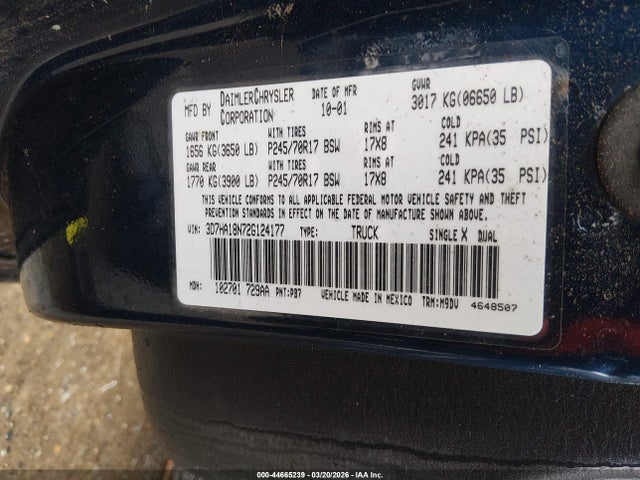 MFD BY DAIMLERCHRYSLER CORPORATION DATE OF MFR 10-01 GVWR 3017 KG(06650 LB)
GAWR FRONT WITH TIRES RIMS AT COLD
1656 KG(3650 LB) P245/70R17 BSW 17X8 241 KPA(35 PSI)
GAWR REAR WITH TIRES RIMS AT COLD
1770 KG(3900 LB) P245/70R17 BSW 17X8 241 KPA(35 PSI)
THIS VEHICLE CONFORMS TO ALL APPLICABLE FEDERAL MOTOR VEHICLE SAFETY AND THEFT
PREVENTION STANDARDS IN EFFECT ON THE DATE OF MANUFACTURE SHOWN ABOVE.
VIN: 3D7HA18N72G124177 TYPE: TRUCK SINGLE X DUAL
MDH: 102701 729AA PNT:PB7 VEHICLE MADE IN MEXICO TRM:M9DV 4648507
000-44665239 - 03/20/2026 - IAA Inc.